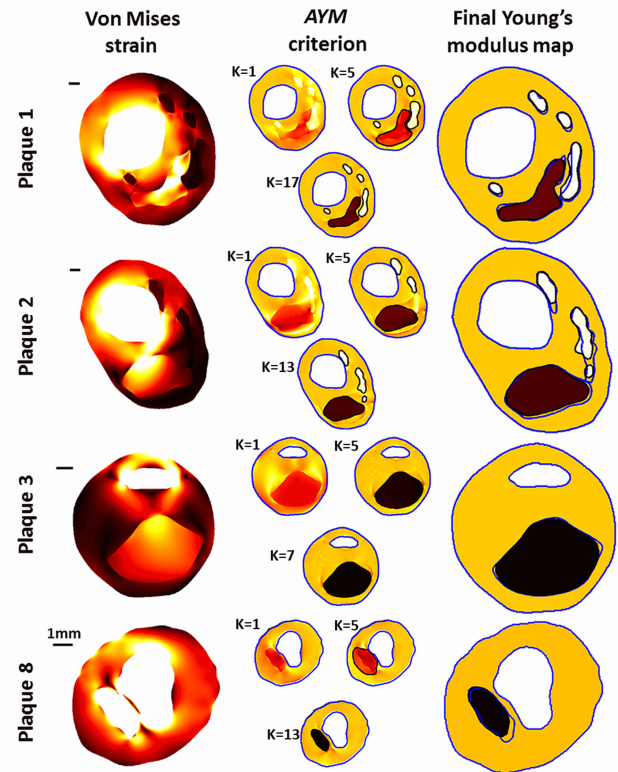 Von Mises strain
AYM criterion
Final Young's modulus map
Plaque 1
K=1
K=5
K=17
Plaque 2
K=1
K=5
K=13
Plaque 3
K=1
K=5
K=7
Plaque 8
1mm
K=1
K=5
K=13